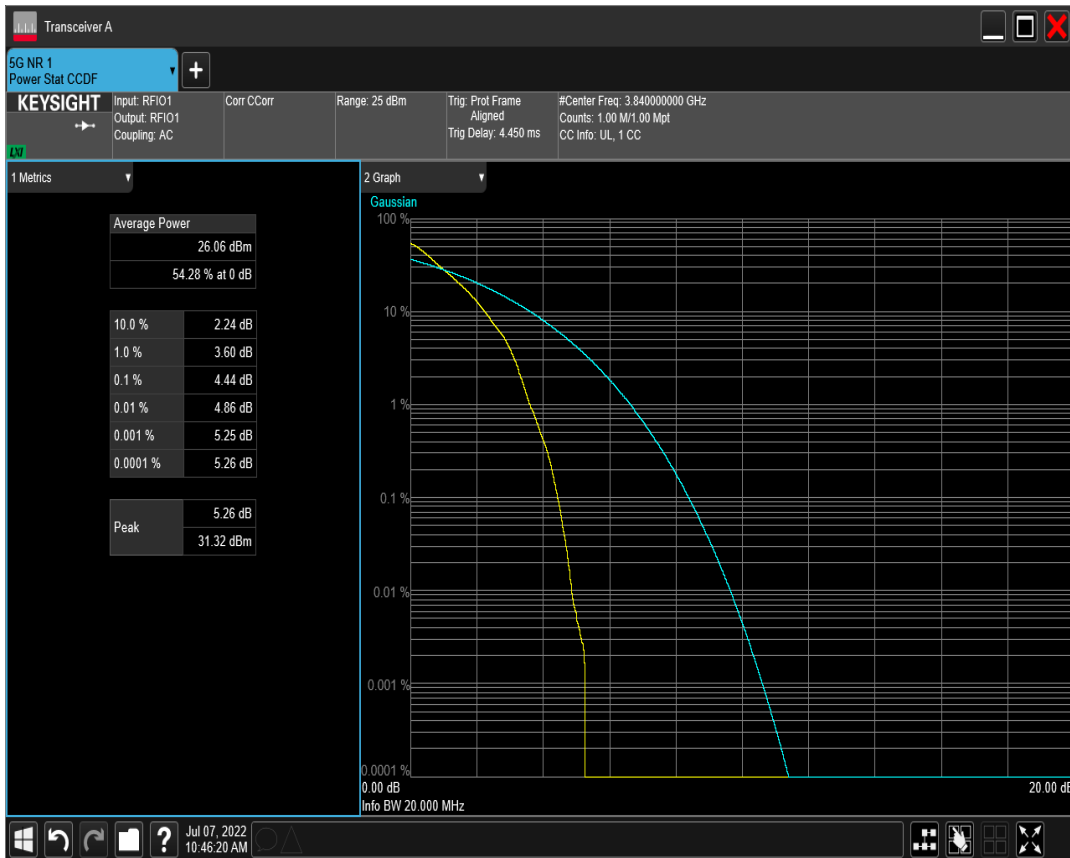 Transceiver A
5G NR 1
Power Stat CCDF
+
KEYSIGHT
LXI
Input: RFIO1
Output: RFIO1
Coupling: AC
Corr CCorr
Range: 25 dBm
Trig: Prot Frame
Aligned
Trig Delay: 4.450 ms
#Center Freq: 3.840000000 GHz
Counts: 1.00 M/1.00 Mpt
CC Info: UL, 1 CC
1 Metrics
Average Power
26.06 dBm
54.28 % at 0 dB
10.0 % 2.24 dB
1.0 % 3.60 dB
0.1 % 4.44 dB
0.01 % 4.86 dB
0.001 % 5.25 dB
0.0001 % 5.26 dB
Peak
5.26 dB
31.32 dBm
2 Graph
Gaussian
100 %
10 %
1 %
0.1 %
0.01 %
0.001 %
0.0001 %
0.00 dB
20.00 dB
Info BW 20.000 MHz
?
Jul 07, 2022
10:46:20 AM